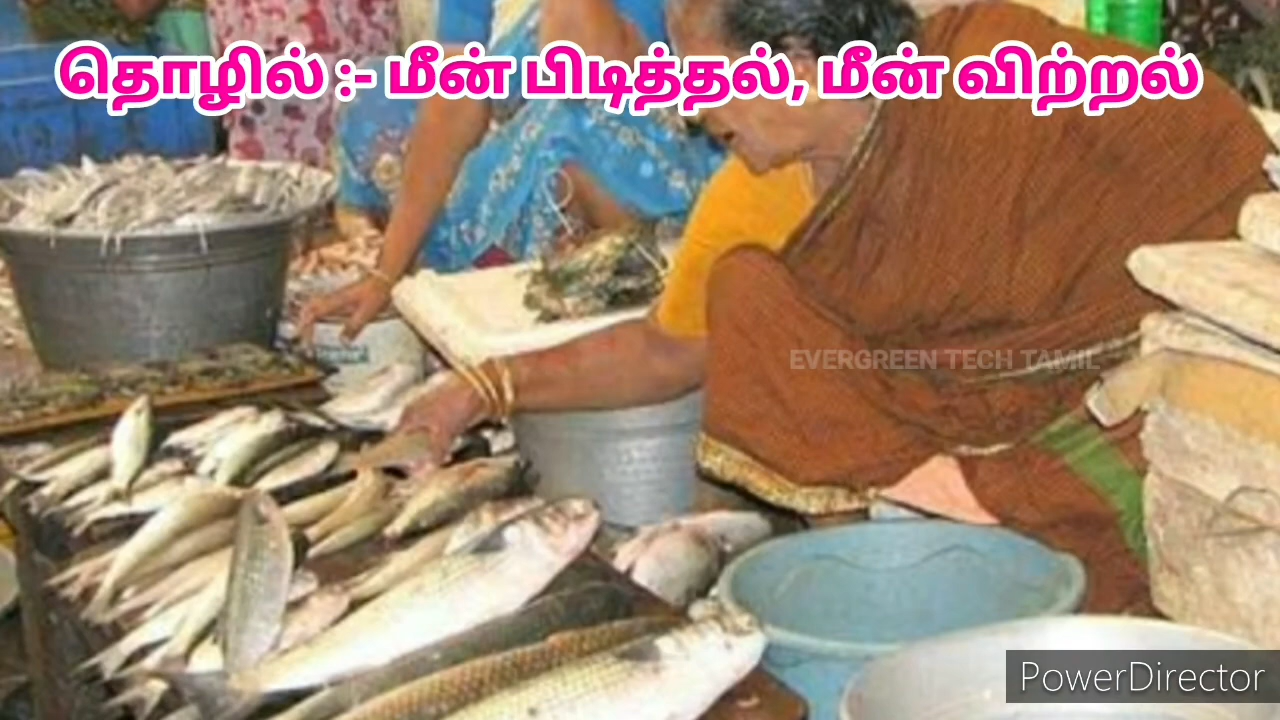 தொழில் :- மீன் பிடித்தல், மீன் விற்றல்
EVERGREEN TECH TAMIL
PowerDirector